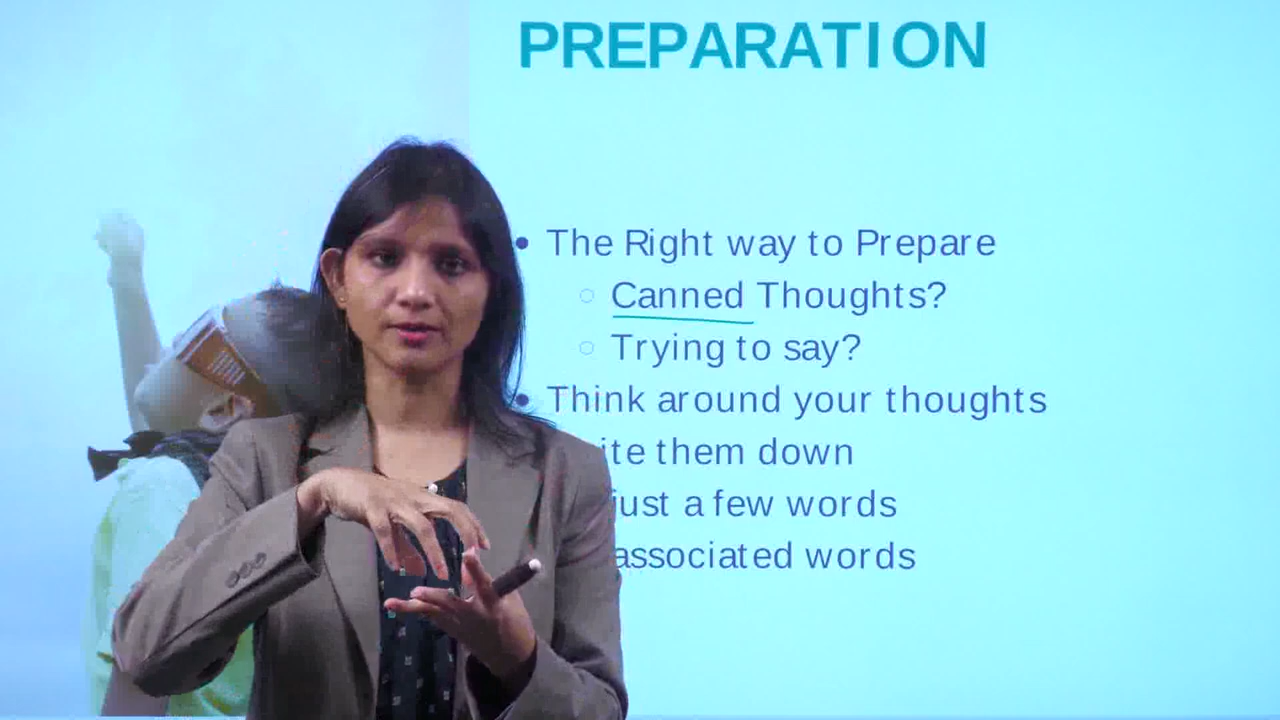 PREPARATION
• The Right way to Prepare
○ Canned Thoughts?
○ Trying to say?
• Think around your thoughts
them down
just a few words
associated words